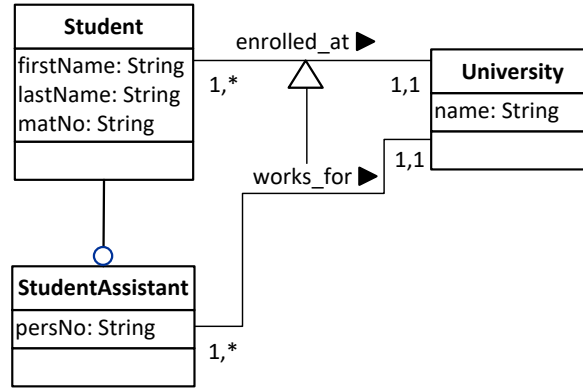 Student
firstName: String
lastName: String
matNo: String
enrolled_at ▶
1,*
1,1
University
name: String
works_for ▶
1,1
StudentAssistant
persNo: String
1,*